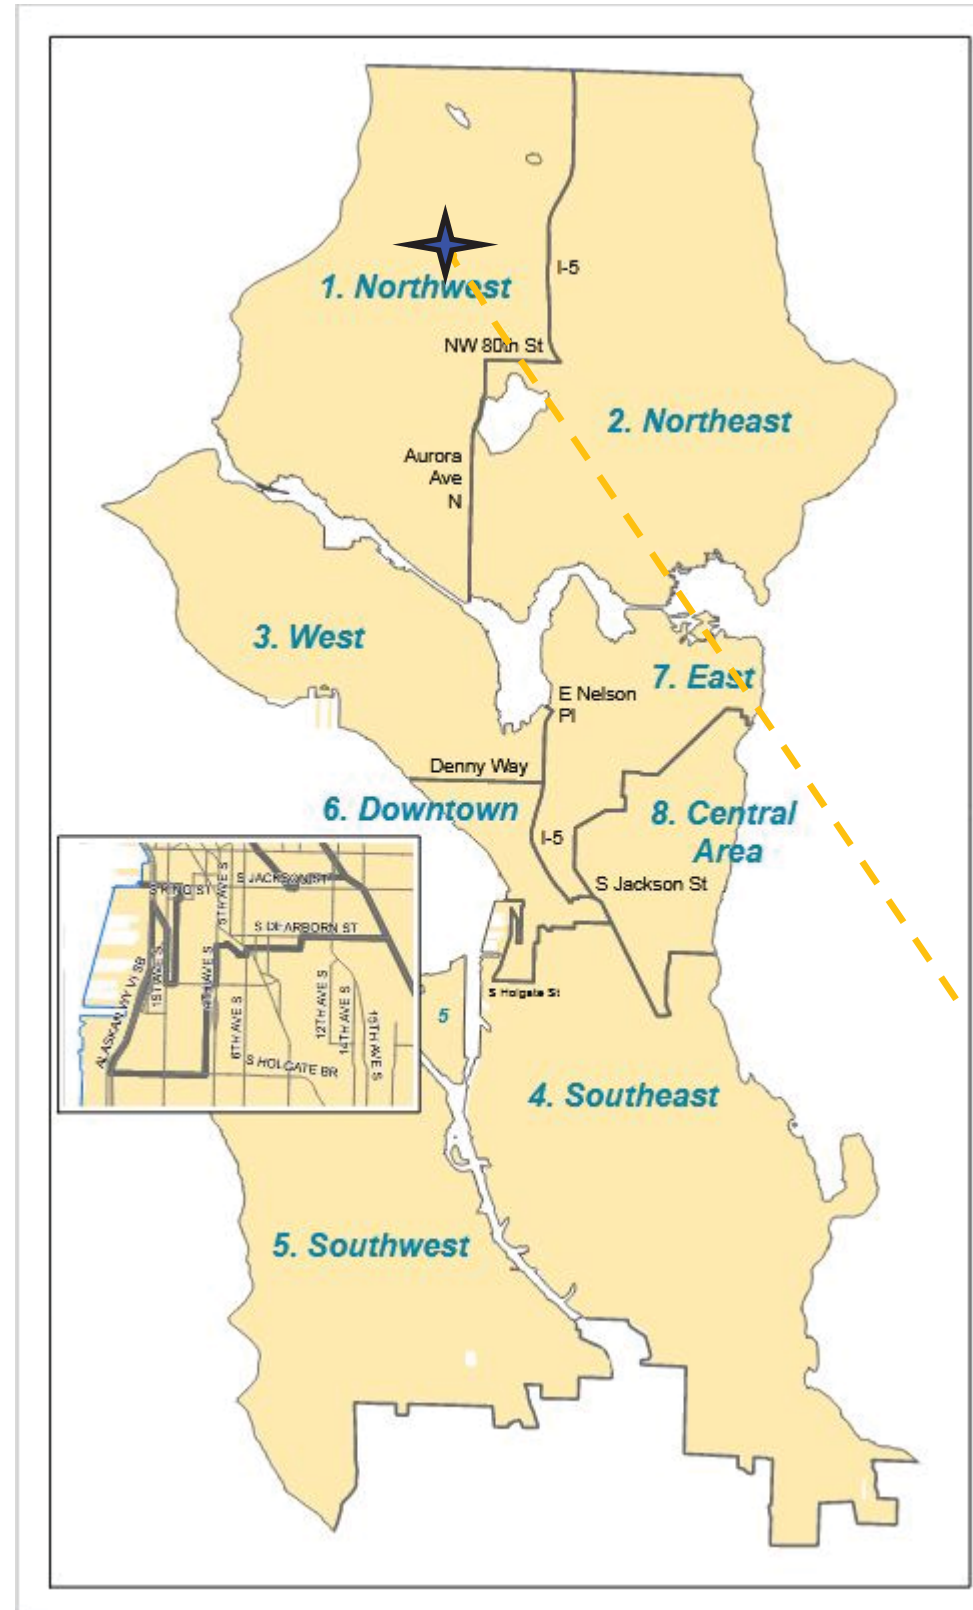 I-5
1. Northwest
NW 80th St
2. Northeast
Aurora
Ave
N
3. West
7. East
E Nelson
Pl
Denny Way
6. Downtown
8. Central
Area
I-5
S Jackson St
S KING ST
S JACKSON ST
5TH AVE S
S DEARBORN ST
ALASKAN WY VI SB
1ST AVE S
4TH AVE S
6TH AVE S
12TH AVE S
14TH AVE S
15TH AVE S
S HOLGATE BR
S Holgate St
5
4. Southeast
5. Southwest